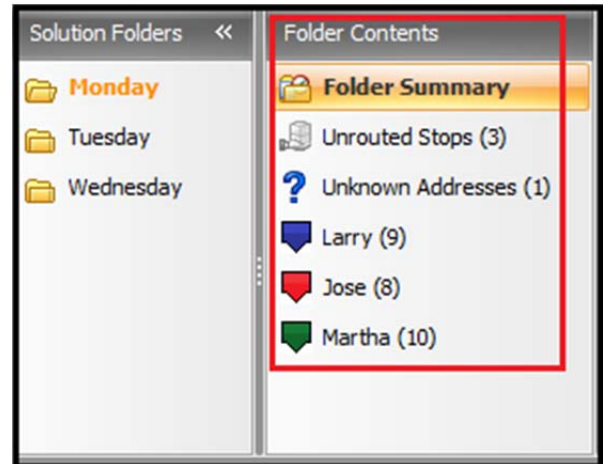 Solution Folders «
Monday
Tuesday
Wednesday
Folder Contents
Folder Summary
Unrouted Stops (3)
? Unknown Addresses (1)
Larry (9)
Jose (8)
Martha (10)